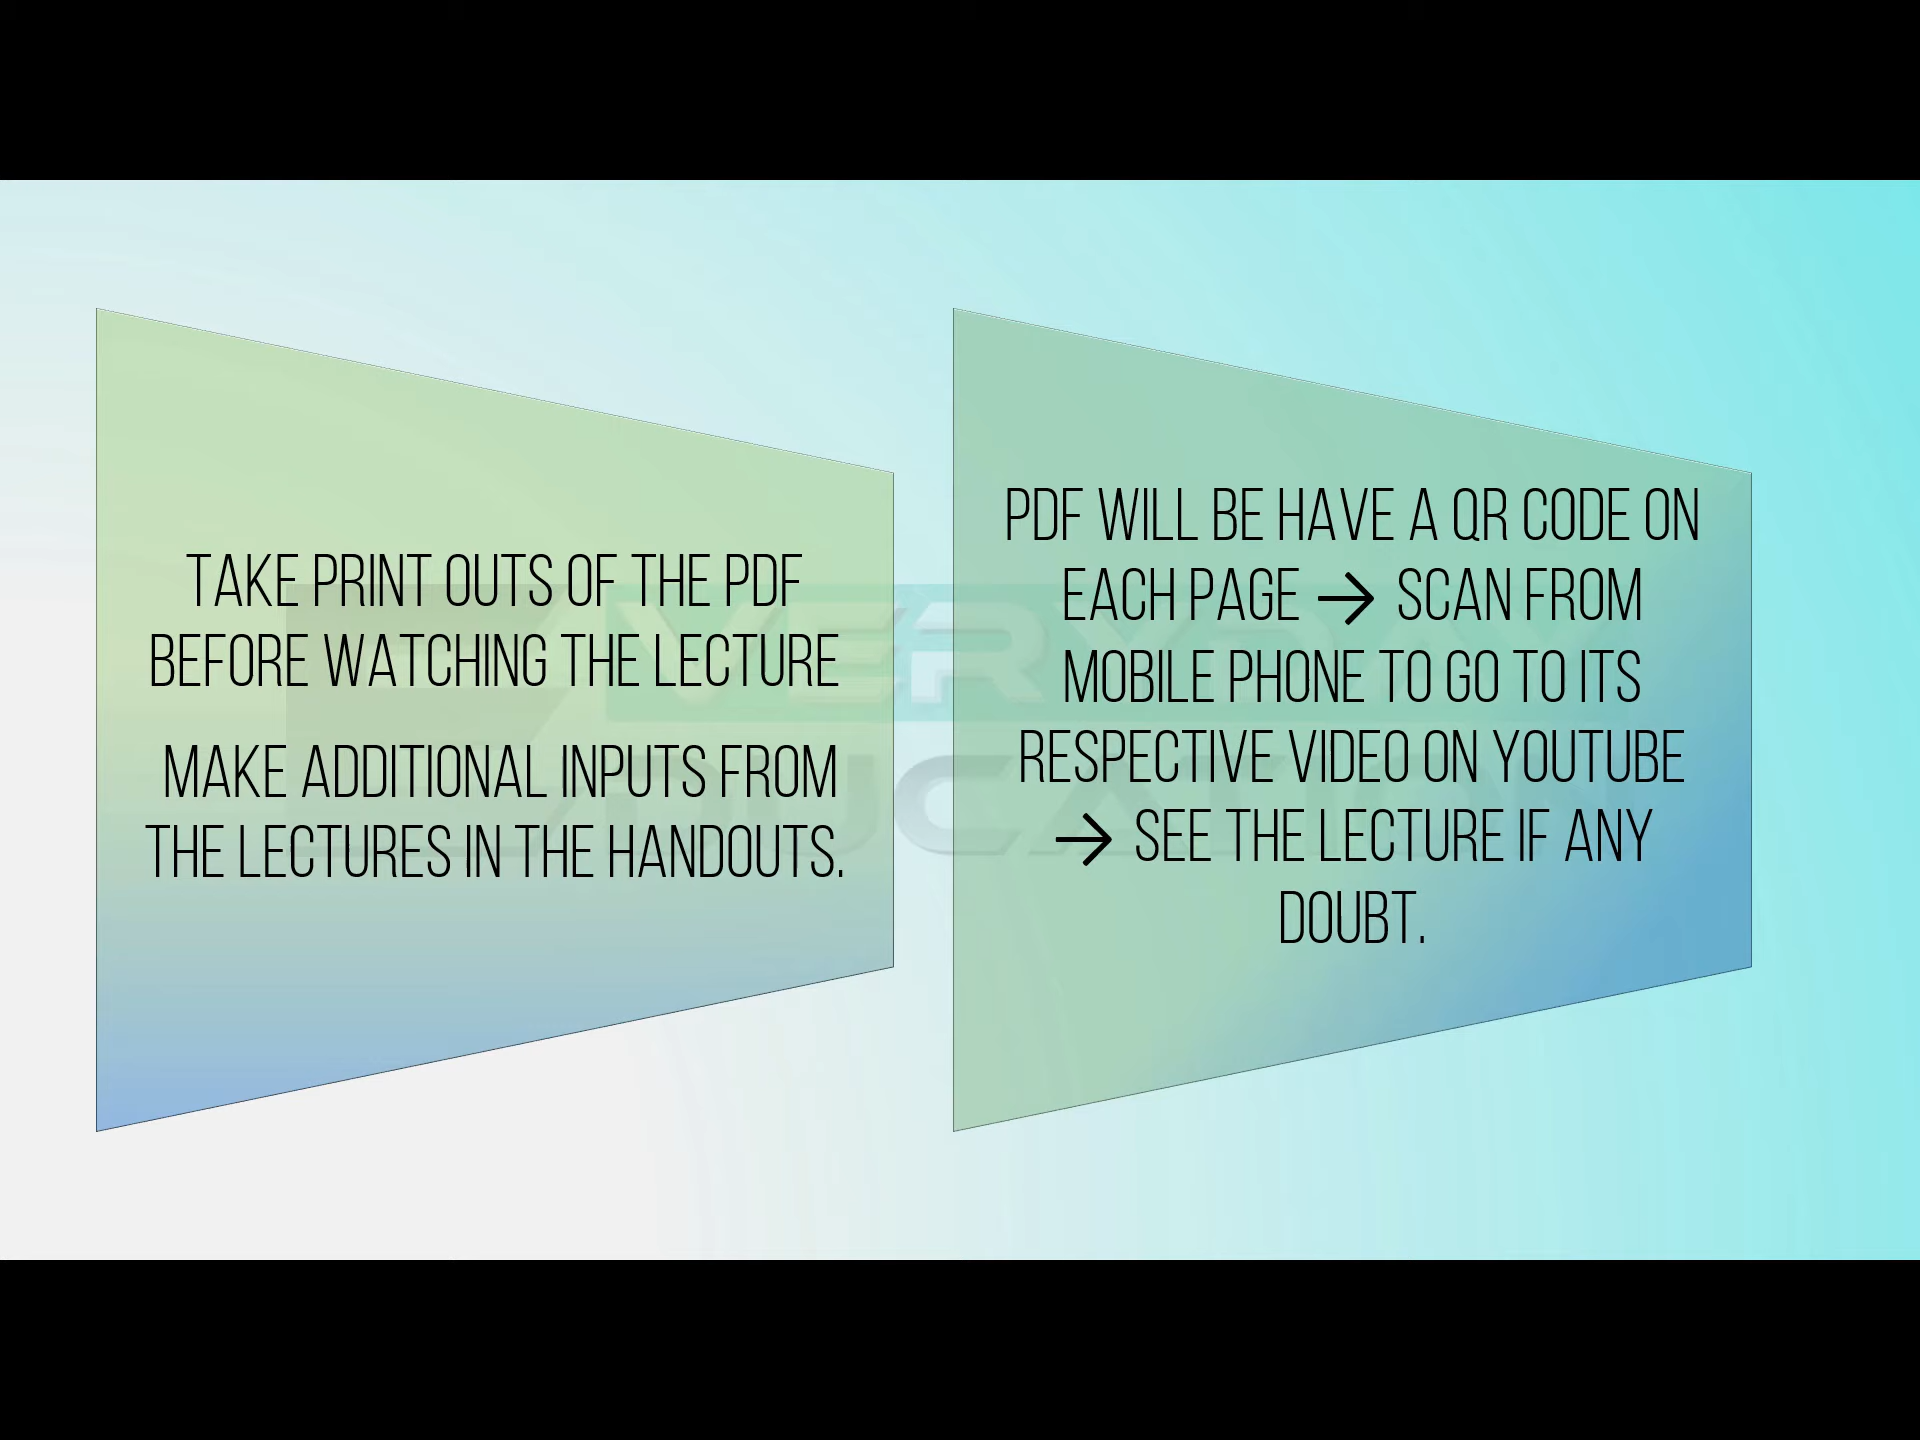 TAKE PRINT OUTS OF THE PDF
BEFORE WATCHING THE LECTURE
MAKE ADDITIONAL INPUTS FROM
THE LECTURES IN THE HANDOUTS.
PDF WILL BE HAVE A QR CODE ON
EACH PAGE → SCAN FROM
MOBILE PHONE TO GO TO ITS
RESPECTIVE VIDEO ON YOUTUBE
→ SEE THE LECTURE IF ANY
DOUBT.
EVERYDAY
EDUCATION